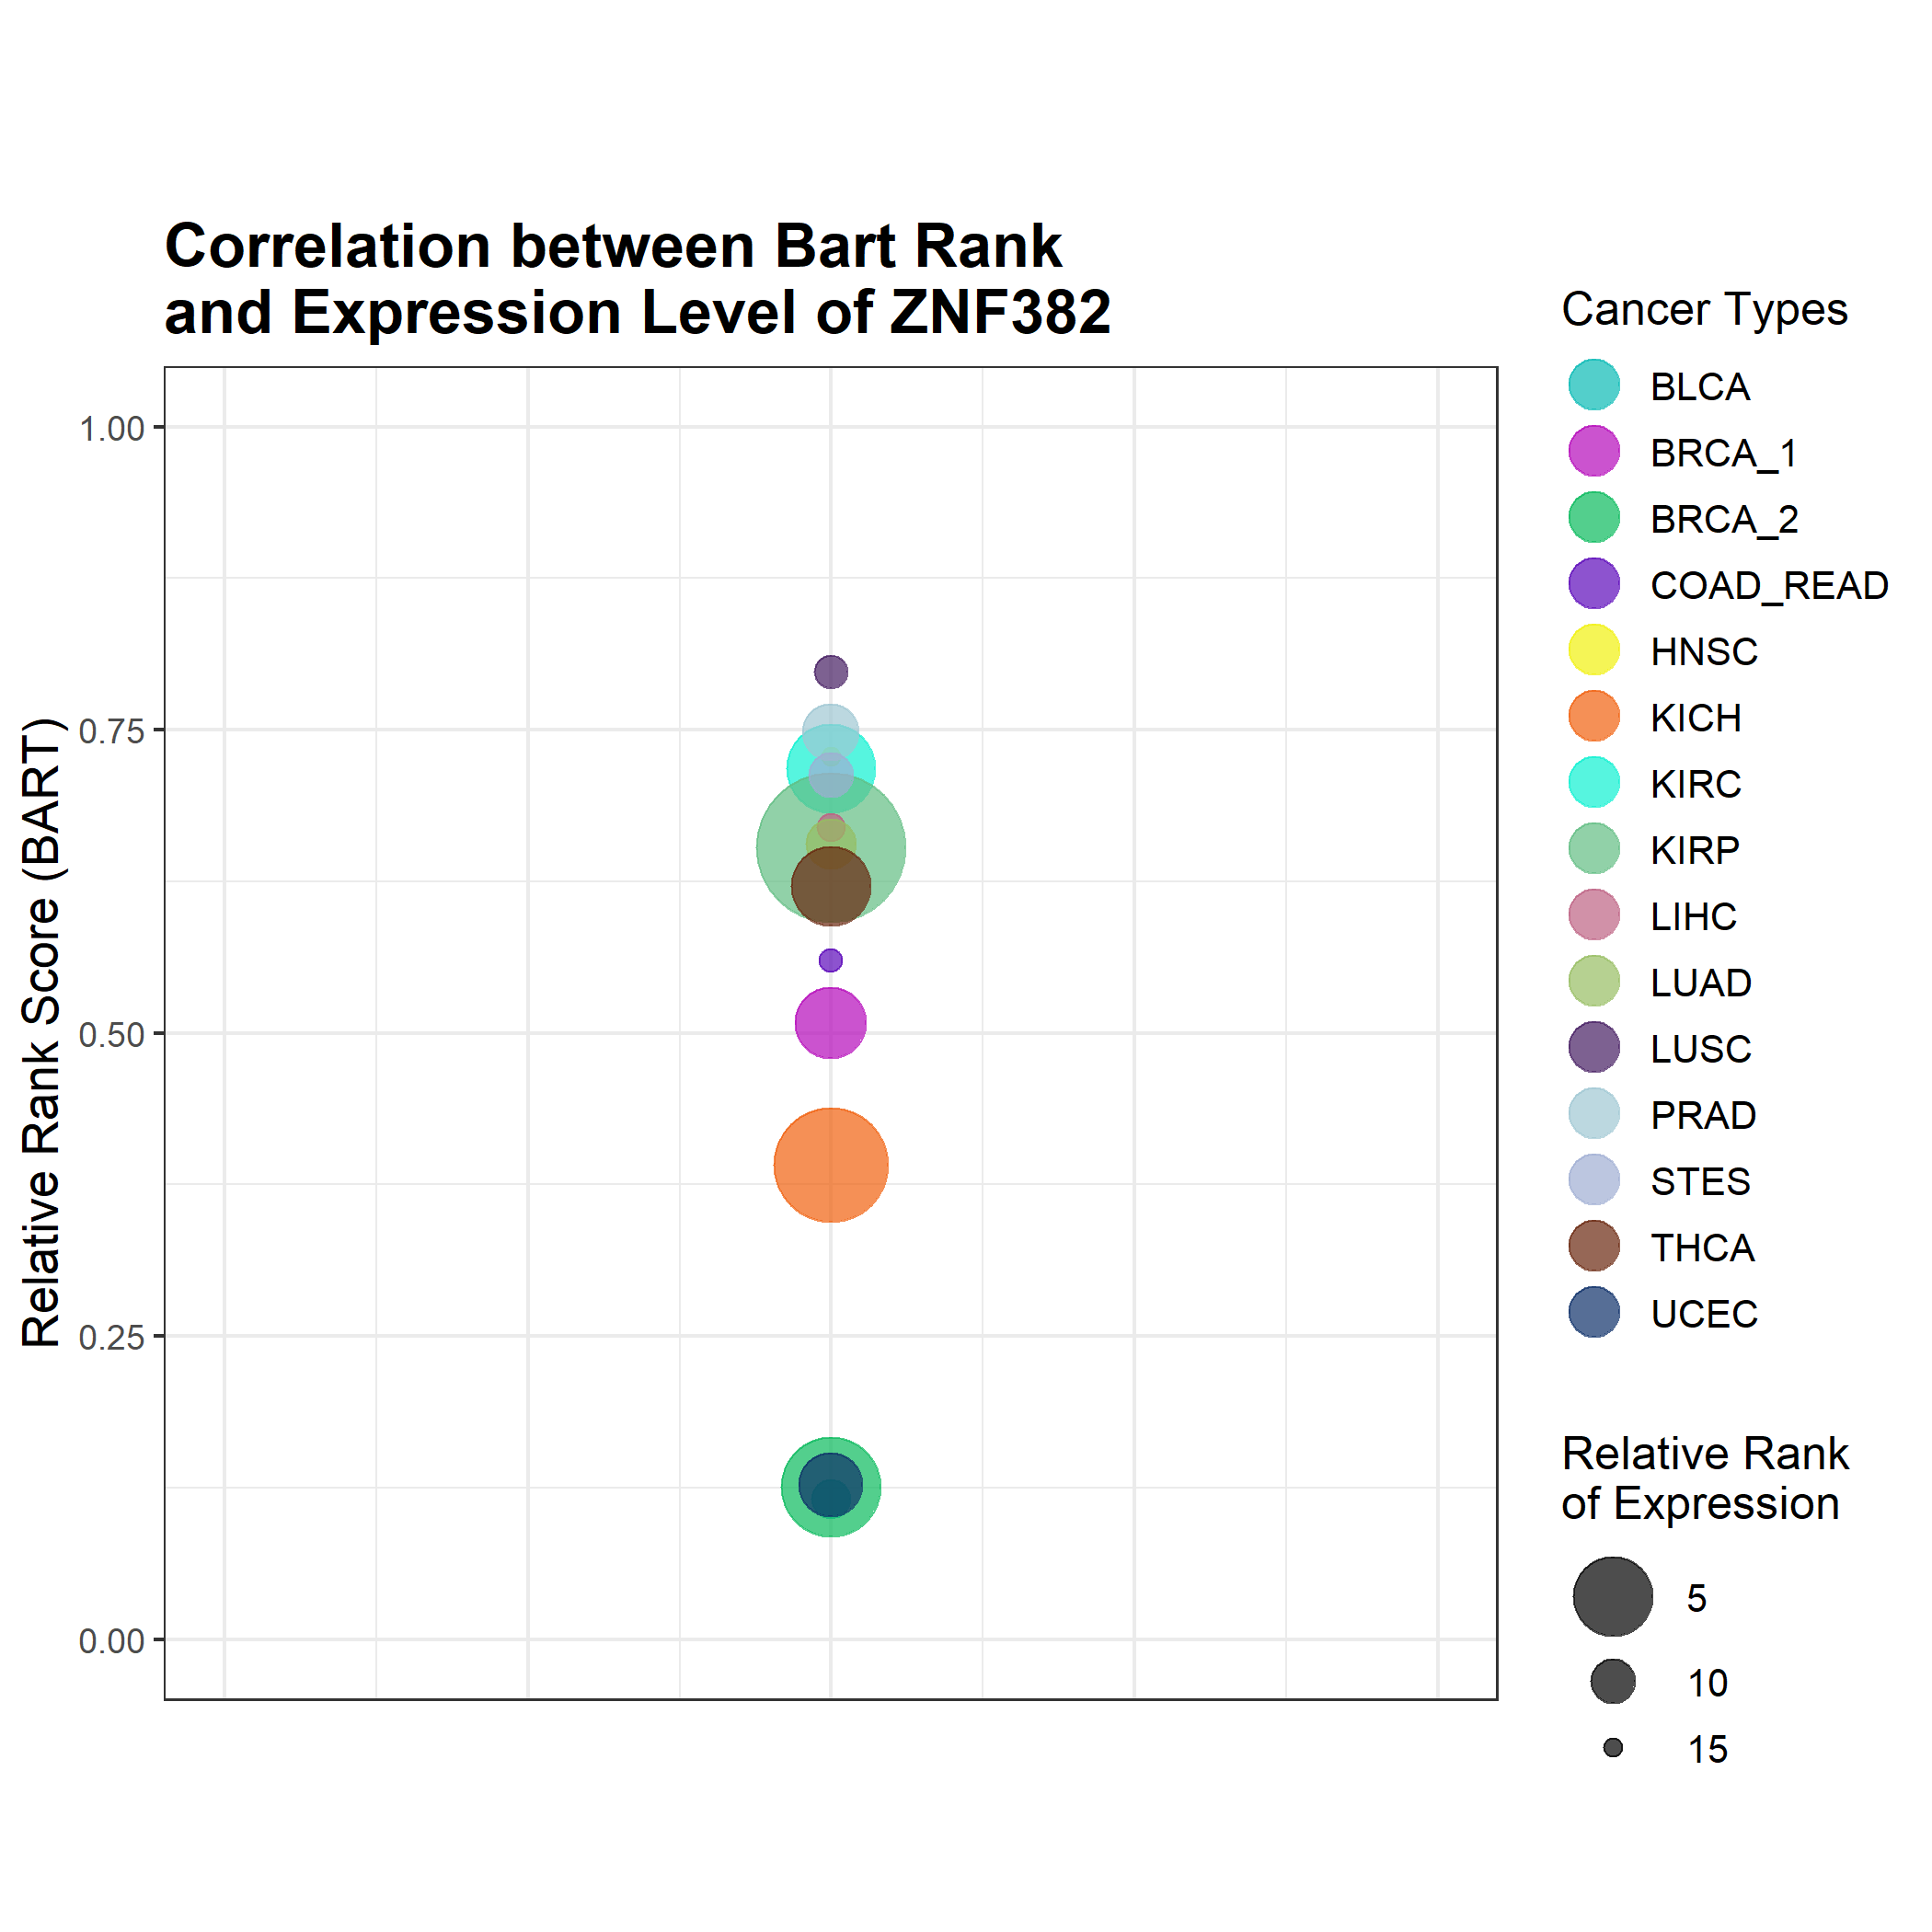 Correlation between Bart Rank
and Expression Level of ZNF382
Relative Rank Score (BART)
1.00
0.75
0.50
0.25
0.00
Cancer Types
BLCA
BRCA_1
BRCA_2
COAD_READ
HNSC
KICH
KIRC
KIRP
LIHC
LUAD
LUSC
PRAD
STES
THCA
UCEC
Relative Rank
of Expression
5
10
15